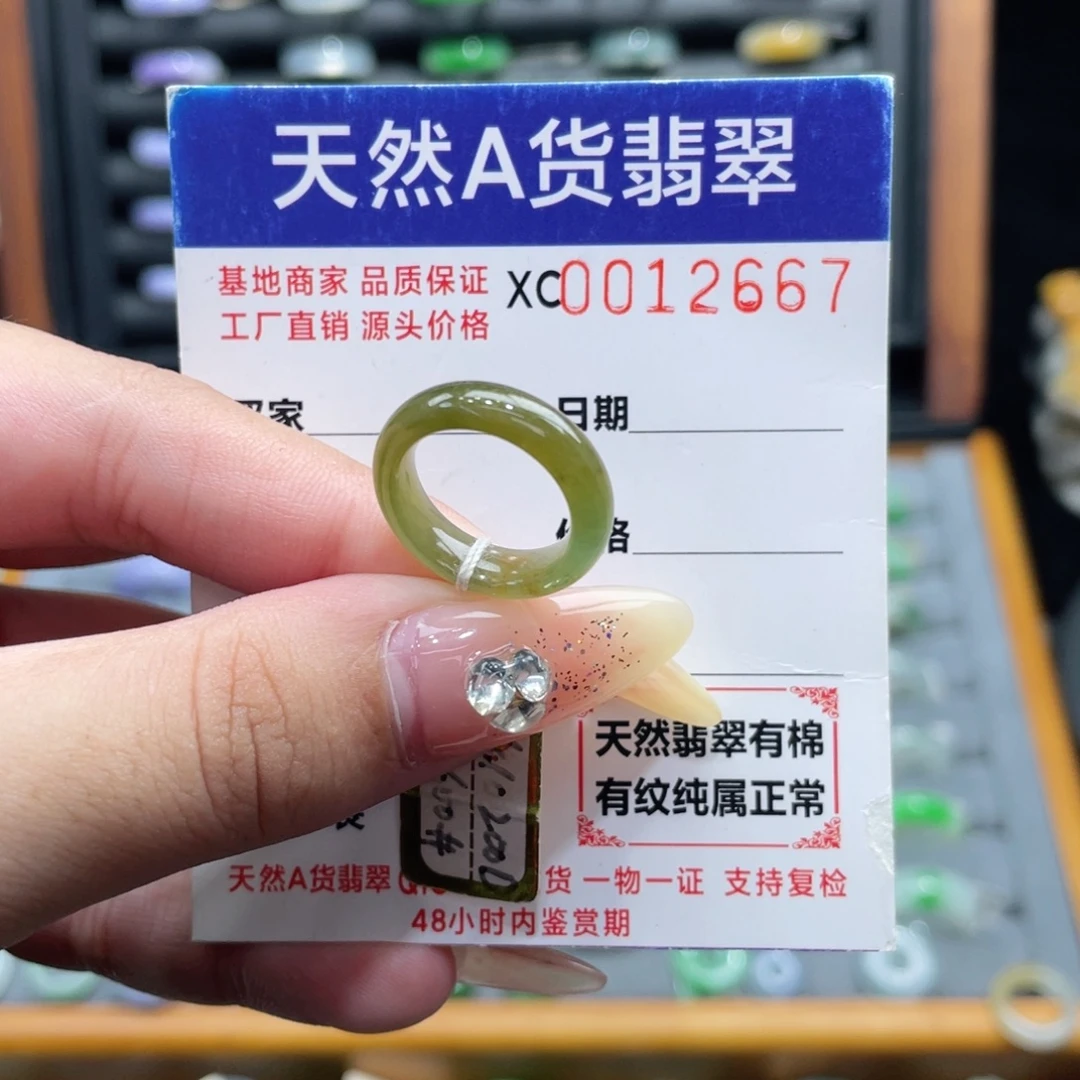 天然A货翡翠
基地商家 品质保证
工厂直销 源头价格
XC0012667
家
日期
格
天然翡翠有棉
有纹纯属正常
天然A货翡翠
货 一物一证 支持复检
48小时内鉴赏期